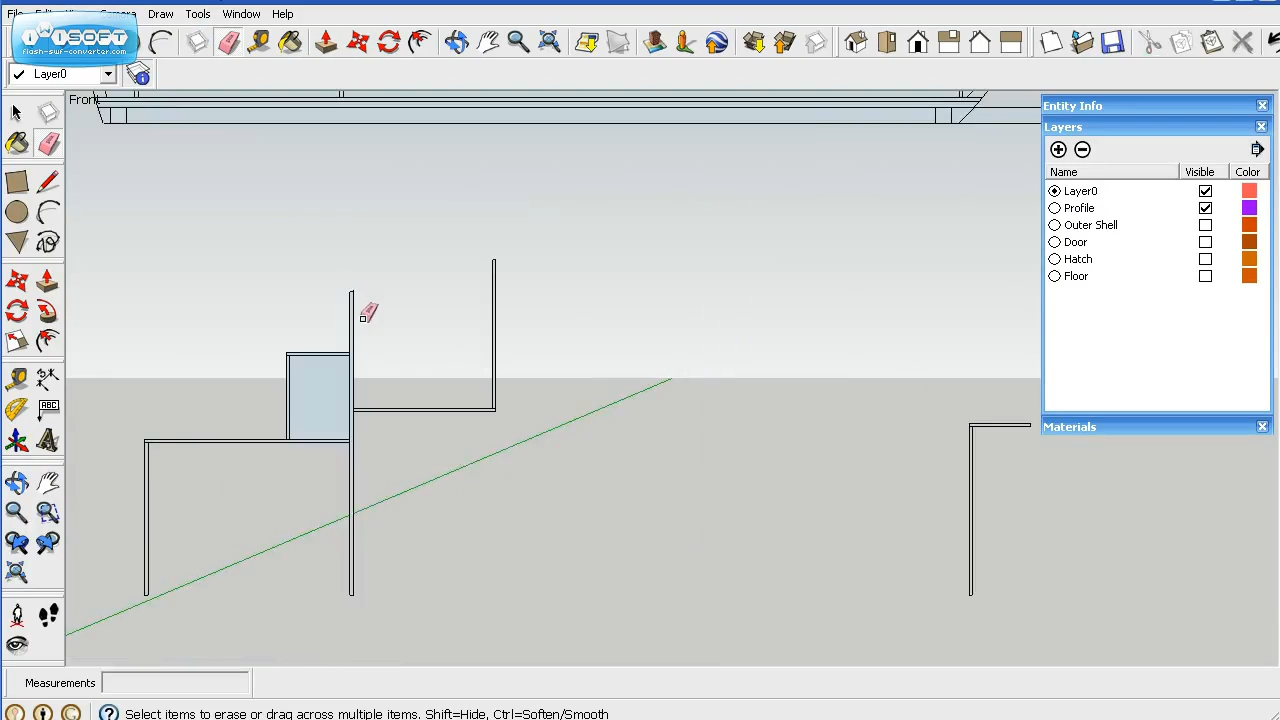 File
Camera Draw Tools Window Help
iWiSOFT
flash-swf-converter.com
Layer0
Front
Entity Info
Layers
Name Visible Color
Layer0
Profile
Outer Shell
Door
Hatch
Floor
Materials
ABC
Measurements
Select items to erase or drag across multiple items. Shift=Hide, Ctrl=Soften/Smooth